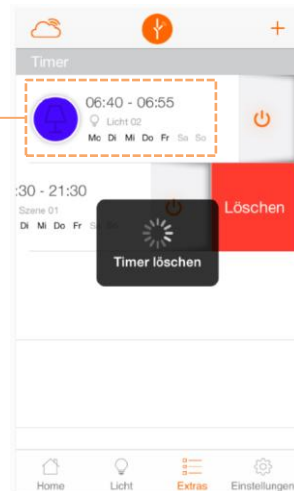 Timer
06:40 - 06:55
Licht 02
Mo Di Mi Do Fr Sa So
:30 - 21:30
Szene 01
Di Mi Do Fr
Löschen
Timer löschen
Home Licht Extras Einstellungen